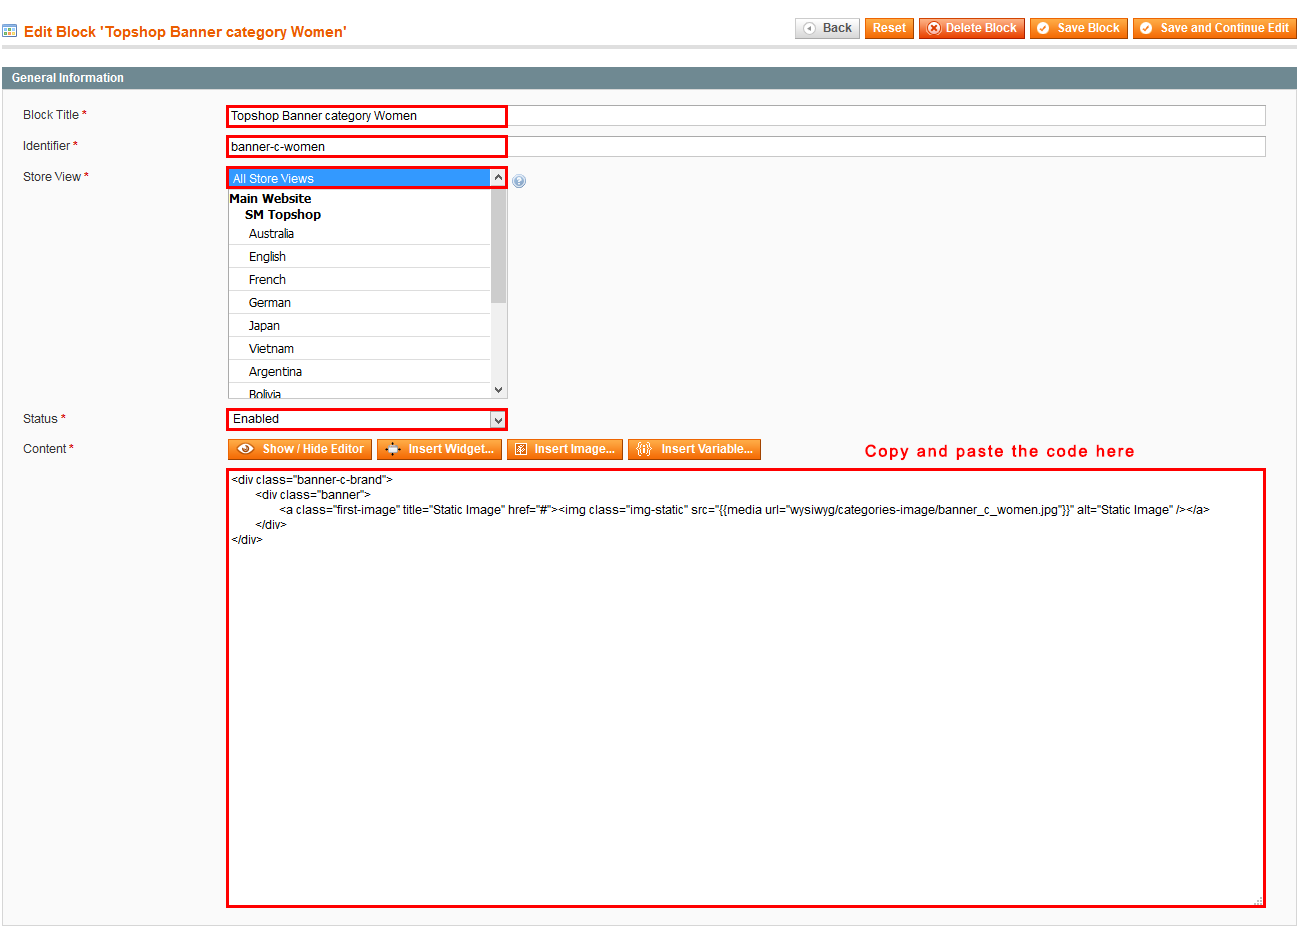 Edit Block 'Topshop Banner category Women'
Back Reset Delete Block Save Block Save and Continue Edit
General Information
Block Title *
Topshop Banner category Women
Identifier *
banner-c-women
Store View *
All Store Views
Main Website
SM Topshop
Australia
English
French
German
Japan
Vietnam
Argentina
Bolivia
Status *
Enabled
Content *
Show / Hide Editor Insert Widget... Insert Image... Insert Variable...
Copy and paste the code here
<div class="banner-c-brand">
<div class="banner">
<a class="first-image" title="Static Image" href="#"><img class="img-static" src="{{media url="wysiwyg/categories-image/banner_c_women.jpg"}}" alt="Static Image" /></a>
</div>
</div>